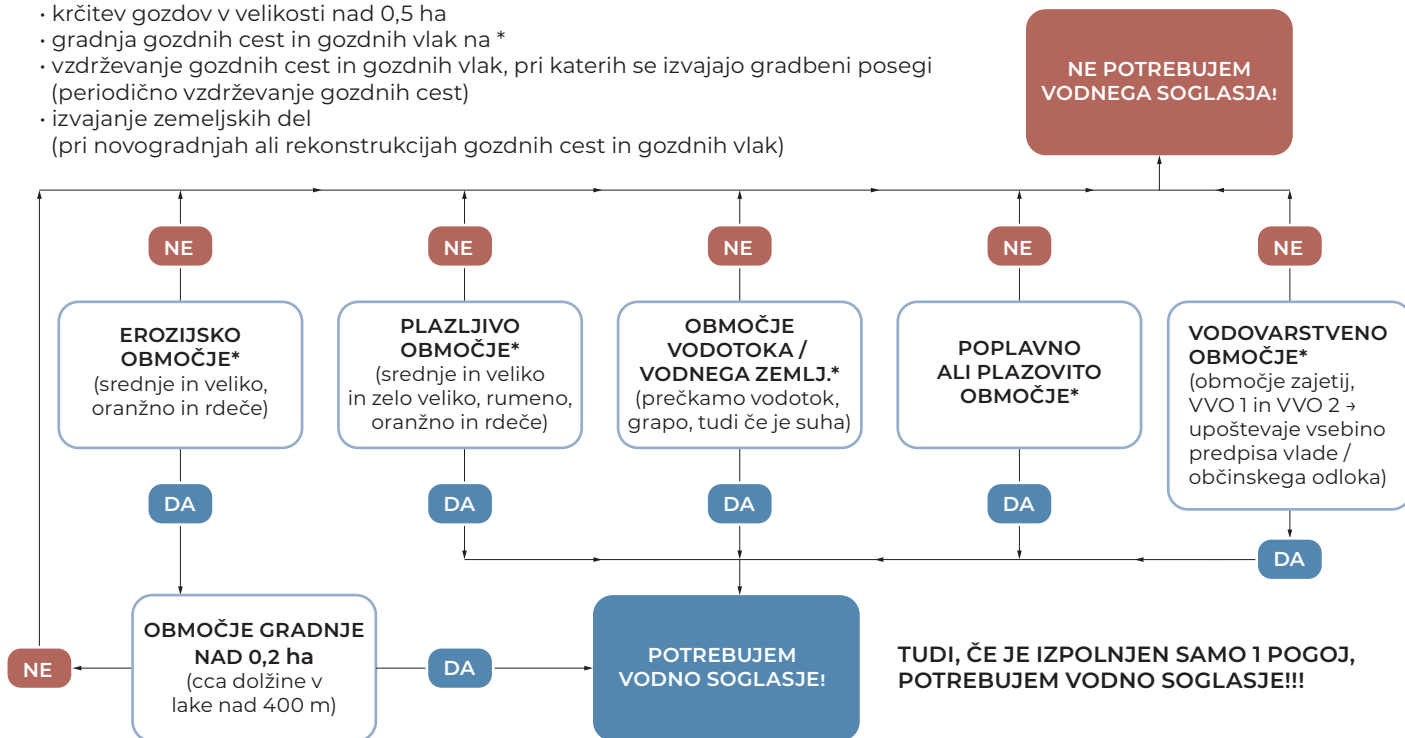 · krčitev gozdov v velikosti nad 0,5 ha
· gradnja gozdnih cest in gozdnih vlak na *
· vzdrževanje gozdnih cest in gozdnih vlak, pri katerih se izvajajo gradbeni posegi
(periodično vzdrževanje gozdnih cest)
· izvajanje zemeljskih del
(pri novogradnjah ali rekonstrukcijah gozdnih cest in gozdnih vlak)
NE POTREBUJEM
VODNEGA SOGLASJA!
NE
NE
NE
NE
NE
EROZIJSKO
OBMOČJE*
(srednje in veliko,
oranžno in rdeče)
PLAZLJIVO
OBMOČJE*
(srednje in veliko
in zelo veliko, rumeno,
oranžno in rdeče)
OBMOČJE
VODOTOKA /
VODNEGA ZEMLJ.*
(prečkamo vodotok,
grapo, tudi če je suha)
POPLAVNO
ALI PLAZOVITO
OBMOČJE*
VODOVARSTVENO
OBMOČJE*
(območje zajetij,
VVO 1 in VVO 2 →
upoštevaje vsebino
predpisa vlade /
občinskega odloka)
DA
DA
DA
DA
DA
OBMOČJE GRADNJE
NAD 0,2 ha
(cca dolžine v
lake nad 400 m)
NE
DA
POTREBUJEM
VODNO SOGLASJE!
TUDI, ČE JE IZPOLNJEN SAMO 1 POGOJ,
POTREBUJEM VODNO SOGLASJE!!!